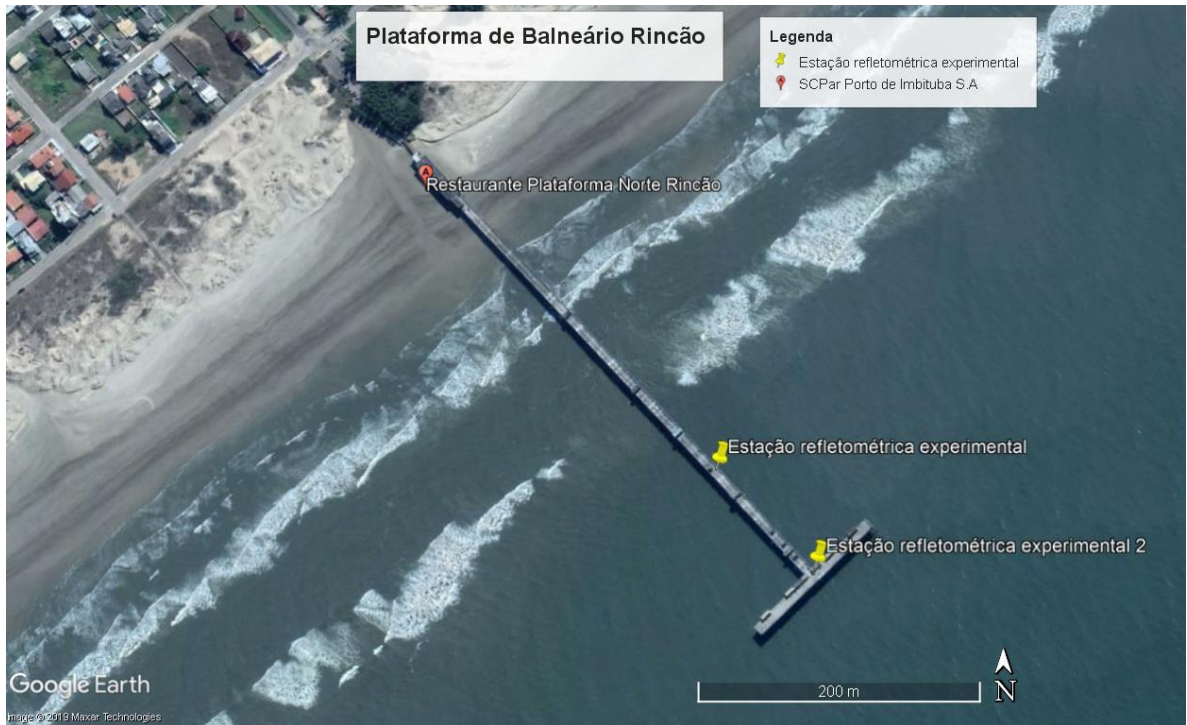 Plataforma de Balneário Rincão
Legenda
Estação refletométrica experimental
SCPar Porto de Imbituba S.A
A
Restaurante Plataforma Norte Rincão
Estação refletométrica experimental
Estação refletométrica experimental 2
200 m
N
Google Earth
Image © 2019 Maxar Technologies